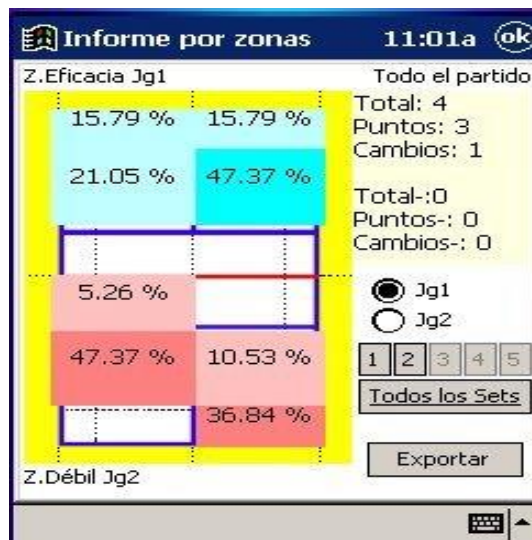 Informe por zonas 11:01a ok
Z.Eficacia Jg1 Todo el partido
15.79 % 15.79 %
21.05 % 47.37 %
5.26 %
47.37 % 10.53 %
36.84 %
Z.Débil Jg2
Total: 4
Puntos: 3
Cambios: 1
Total-:0
Puntos-: 0
Cambios-: 0
Jg1
Jg2
1 2 3 4 5
Todos los Sets
Exportar